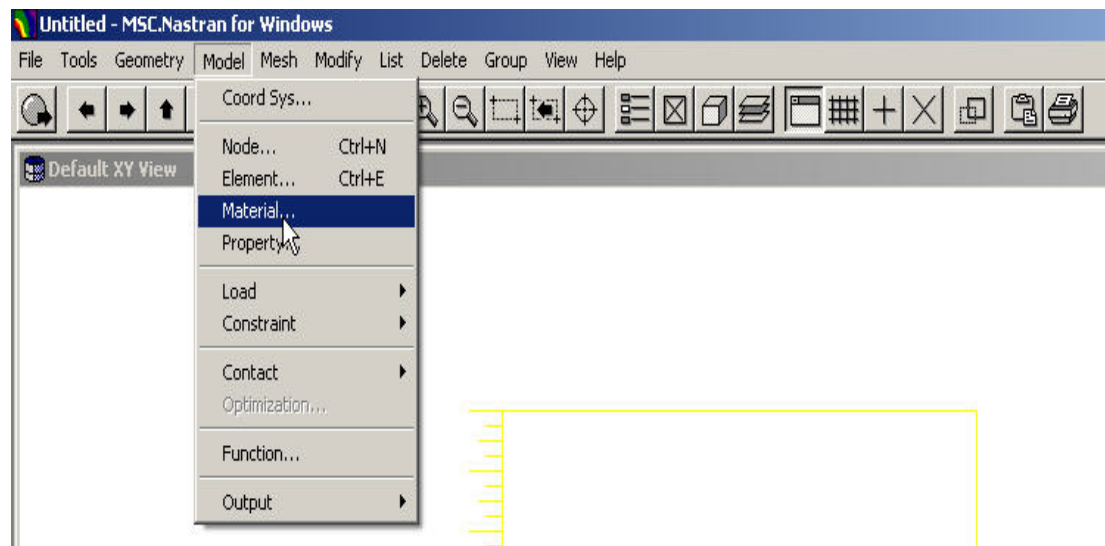 Untitled - MSC.Nastran for Windows
File Tools Geometry Model Mesh Modify List Delete Group View Help
Coord Sys...
Default XY View
Node... Ctrl+N
Element... Ctrl+E
Material...
Property...
Load
Constraint
Contact
Optimization...
Function...
Output